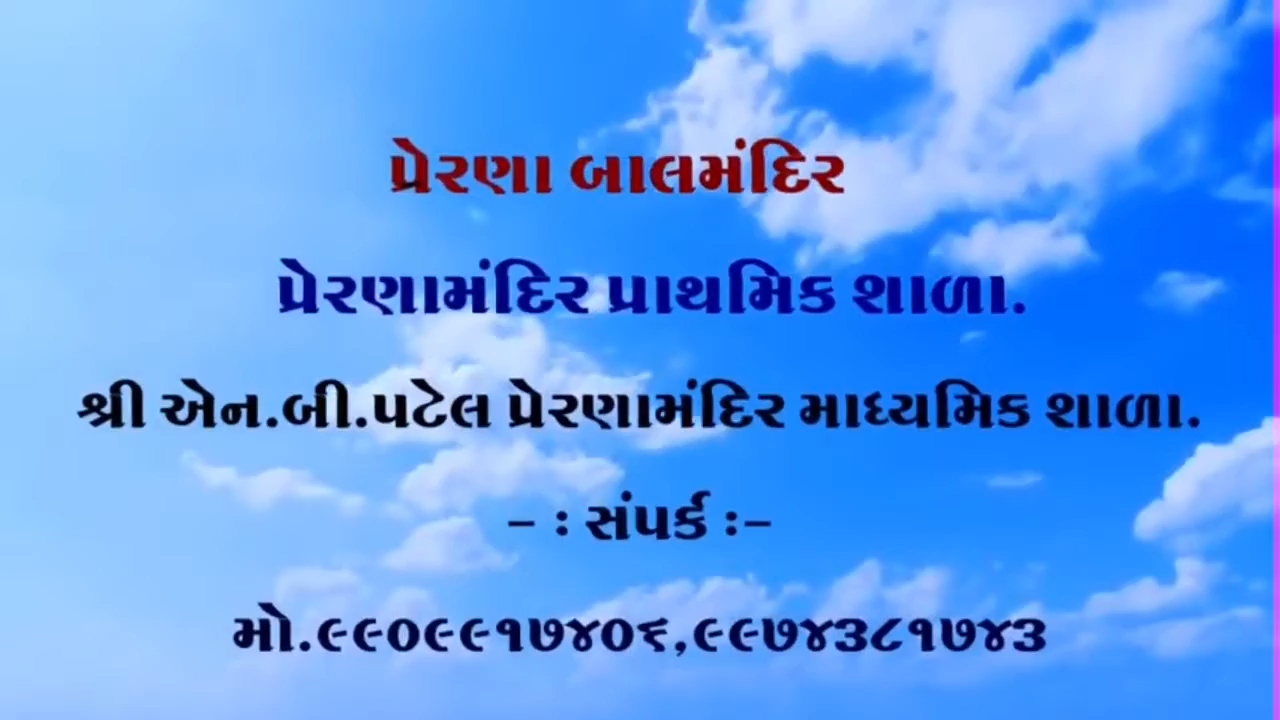 પ્રેરણા બાલમંદિર
પ્રેરણામંદિર પ્રાથમિક શાળા.
શ્રી એન.બી.પટેલ પ્રેરણામંદિર માધ્યમિક શાળા.
- : સંપર્ક :-
મો.૯૯૦૯૯૧૭૪૦૬,૯૯૭૪૩૮૧૭૪૩